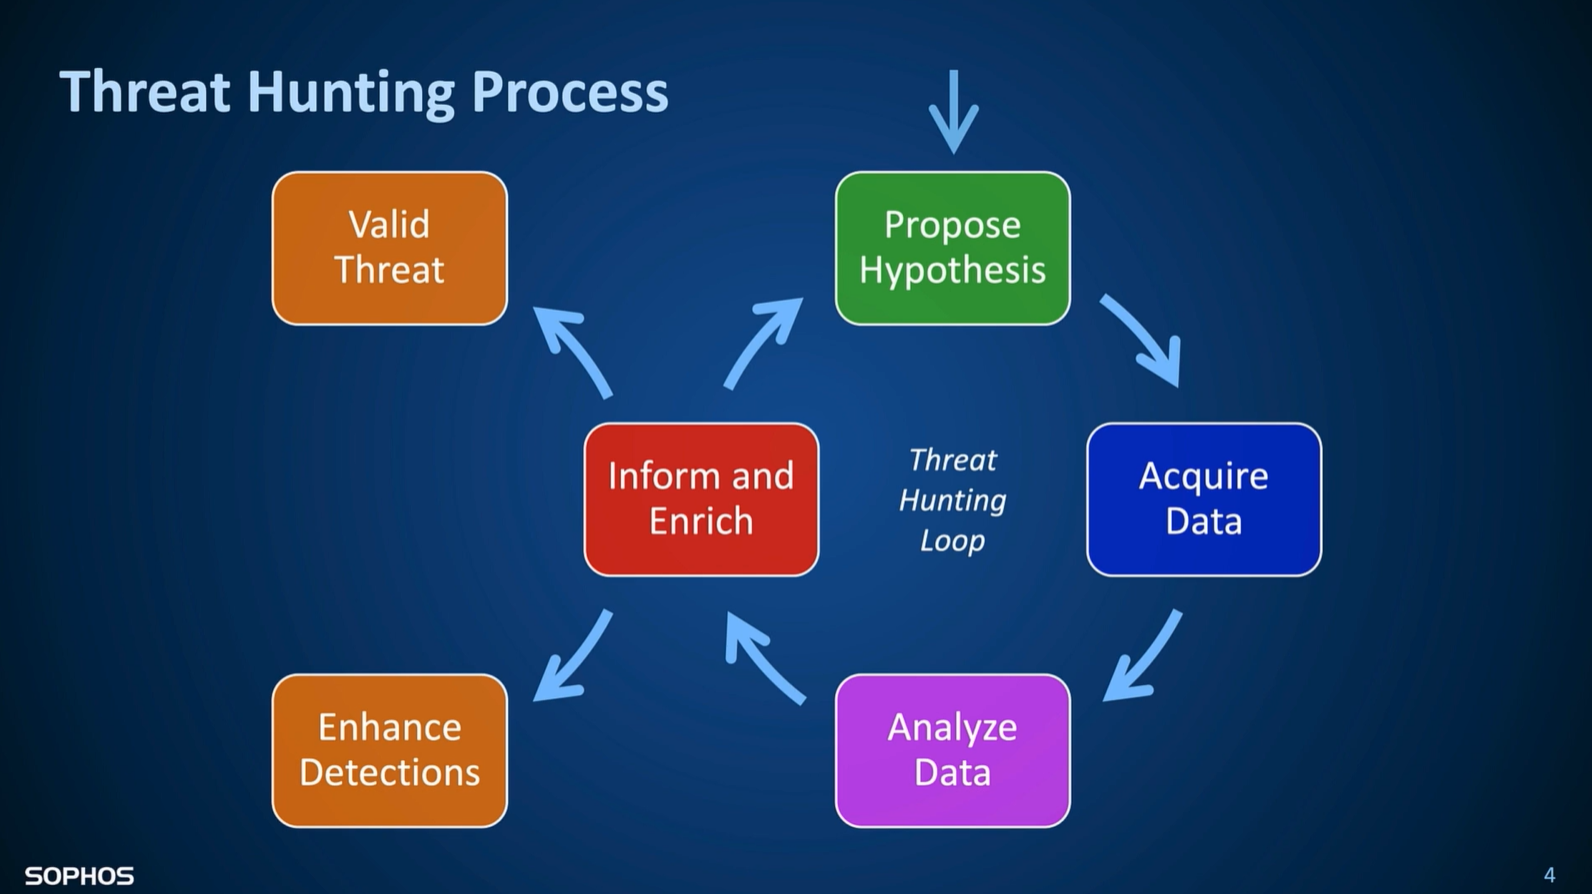 Threat Hunting Process
Valid
Threat
Propose
Hypothesis
Inform and
Enrich
Threat
Hunting
Loop
Acquire
Data
Enhance
Detections
Analyze
Data
SOPHOS
4